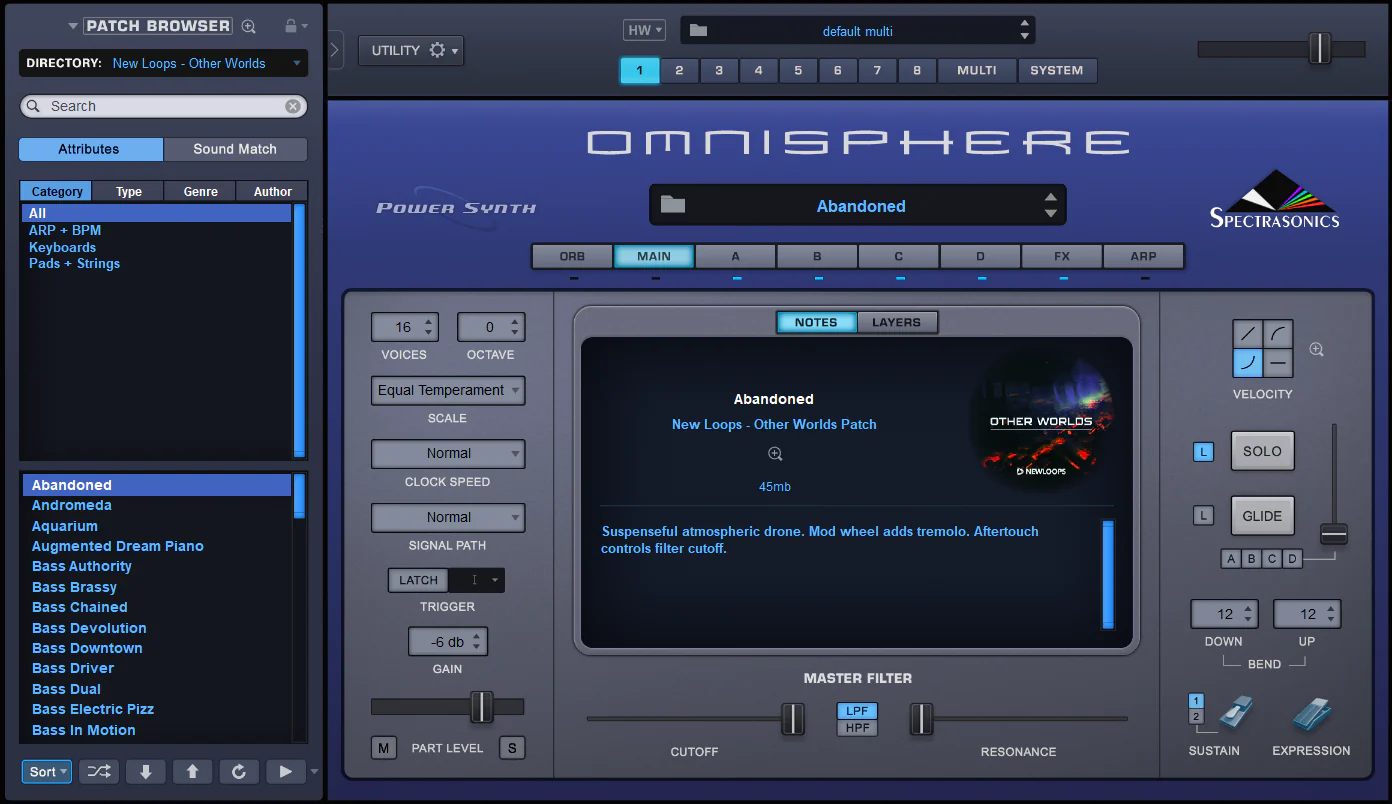 PATCH BROWSER
DIRECTORY: New Loops - Other Worlds
Search
Attributes Sound Match
Category Type Genre Author
All
ARP + BPM
Keyboards
Pads + Strings
Abandoned
Andromeda
Aquarium
Augmented Dream Piano
Bass Authority
Bass Brassy
Bass Chained
Bass Devolution
Bass Downtown
Bass Driver
Bass Dual
Bass Electric Pizz
Bass In Motion
Sort
UTILITY
HW default multi
1 2 3 4 5 6 7 8 MULTI SYSTEM
OMNISPHERE
POWER SYNTH
Abandoned
SPECTRASONICS
ORB MAIN A B C D FX ARP
16 0
VOICES OCTAVE
Equal Temperament
SCALE
Normal
CLOCK SPEED
Normal
SIGNAL PATH
LATCH
TRIGGER
-6 db
GAIN
M PART LEVEL S
NOTES LAYERS
Abandoned
New Loops - Other Worlds Patch
45mb
OTHER WORLDS
NEWLOOPS
Suspenseful atmospheric drone. Mod wheel adds tremolo. Aftertouch
controls filter cutoff.
MASTER FILTER
LPF
HPF
CUTOFF RESONANCE
VELOCITY
L SOLO
L GLIDE
A B C D
12 12
DOWN UP
BEND
1
2
SUSTAIN EXPRESSION